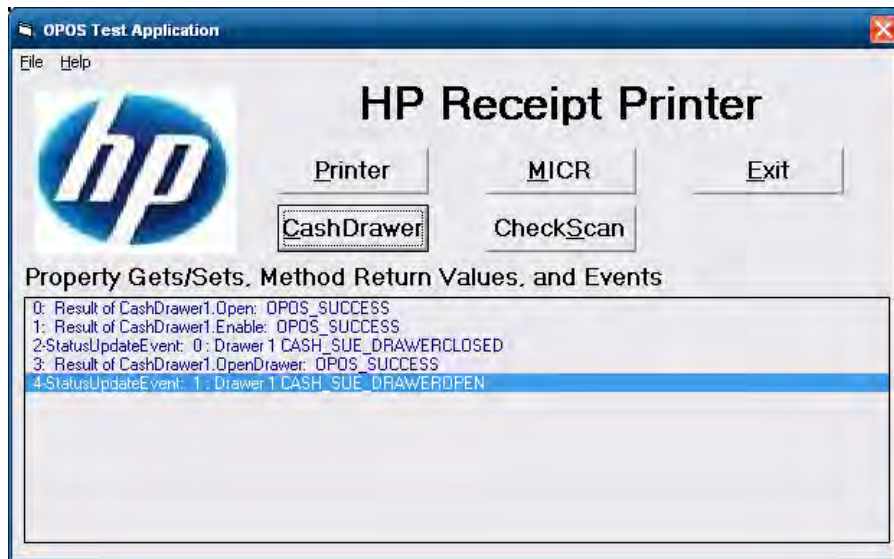 OPOS Test Application
File Help
hp
HP Receipt Printer
Printer MICR Exit
CashDrawer CheckScan
Property Gets/Sets, Method Return Values, and Events
0: Result of CashDrawer1.Open: OPOS_SUCCESS
1: Result of CashDrawer1.Enable: OPOS_SUCCESS
2-StatusUpdateEvent: 0 : Drawer 1 CASH_SUE_DRAWERCLOSED
3: Result of CashDrawer1.OpenDrawer: OPOS_SUCCESS
4-StatusUpdateEvent: 1 : Drawer 1 CASH_SUE_DRAWEROPEN